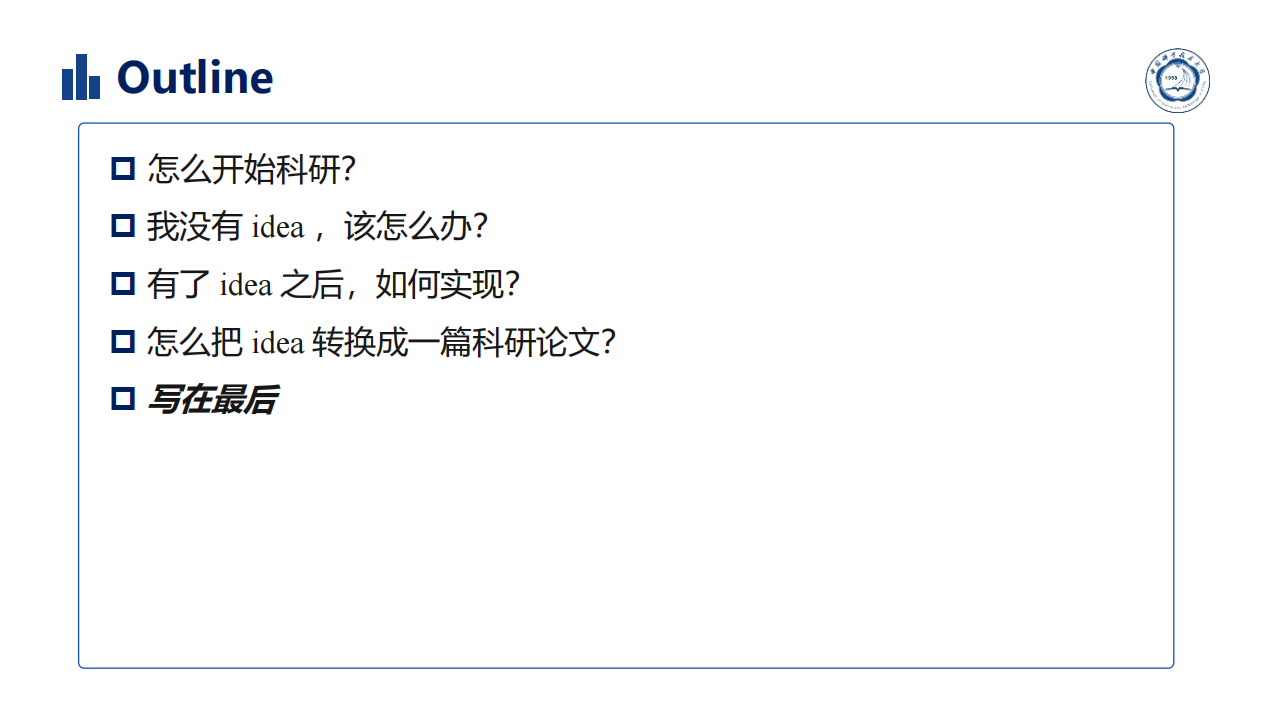 Outline
1958
怎么开始科研？
我没有 idea ，该怎么办？
有了 idea 之后，如何实现？
怎么把 idea 转换成一篇科研论文？
写在最后